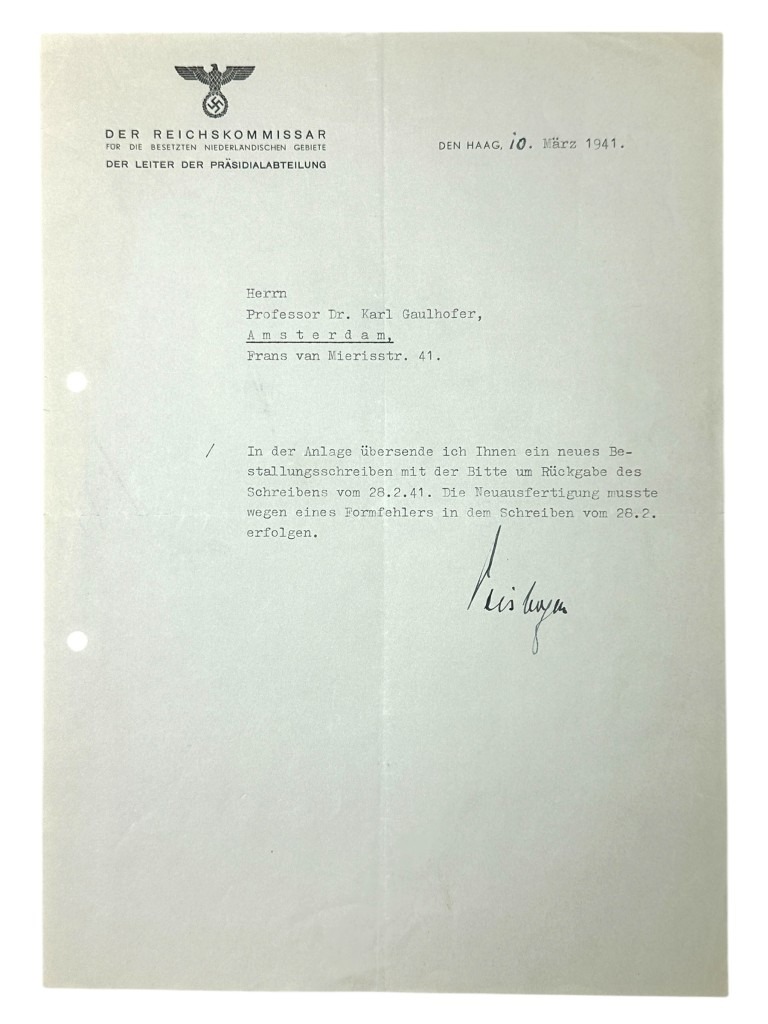 DER REICHSKOMMISSAR
FÜR DIE BESETZTEN NIEDERLÄNDISCHEN GEBIETE
DER LEITER DER PRÄSIDIALABTEILUNG
DEN HAAG, 10. März 1941.
Herrn
Professor Dr. Karl Gaulhofer,
A m s t e r d a m,
Frans van Mierisstr. 41.
/ In der Anlage übersende ich Ihnen ein neues Be-
stallungsschreiben mit der Bitte um Rückgabe des
Schreibens vom 28.2.41. Die Neuausfertigung musste
wegen eines Formfehlers in dem Schreiben vom 28.2.
erfolgen.